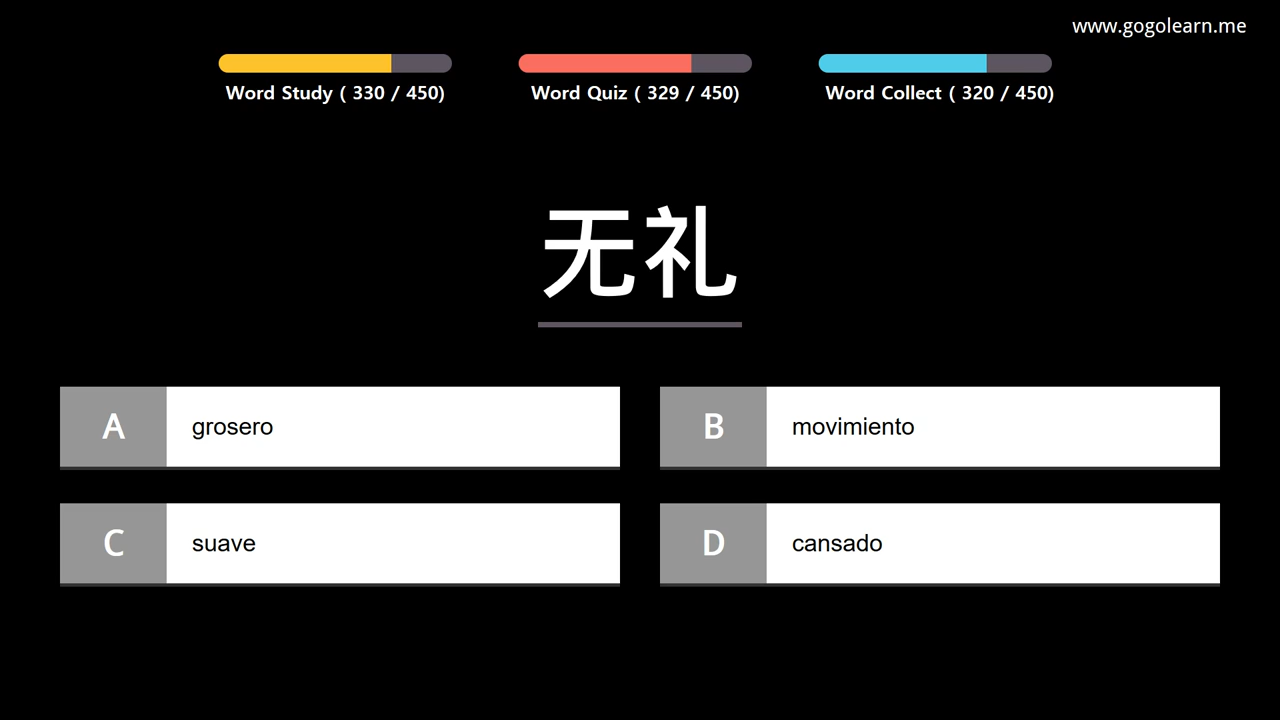 www.gogolearn.me
Word Study ( 330 / 450)
Word Quiz ( 329 / 450)
Word Collect ( 320 / 450)
无礼
A grosero
B movimiento
C suave
D cansado